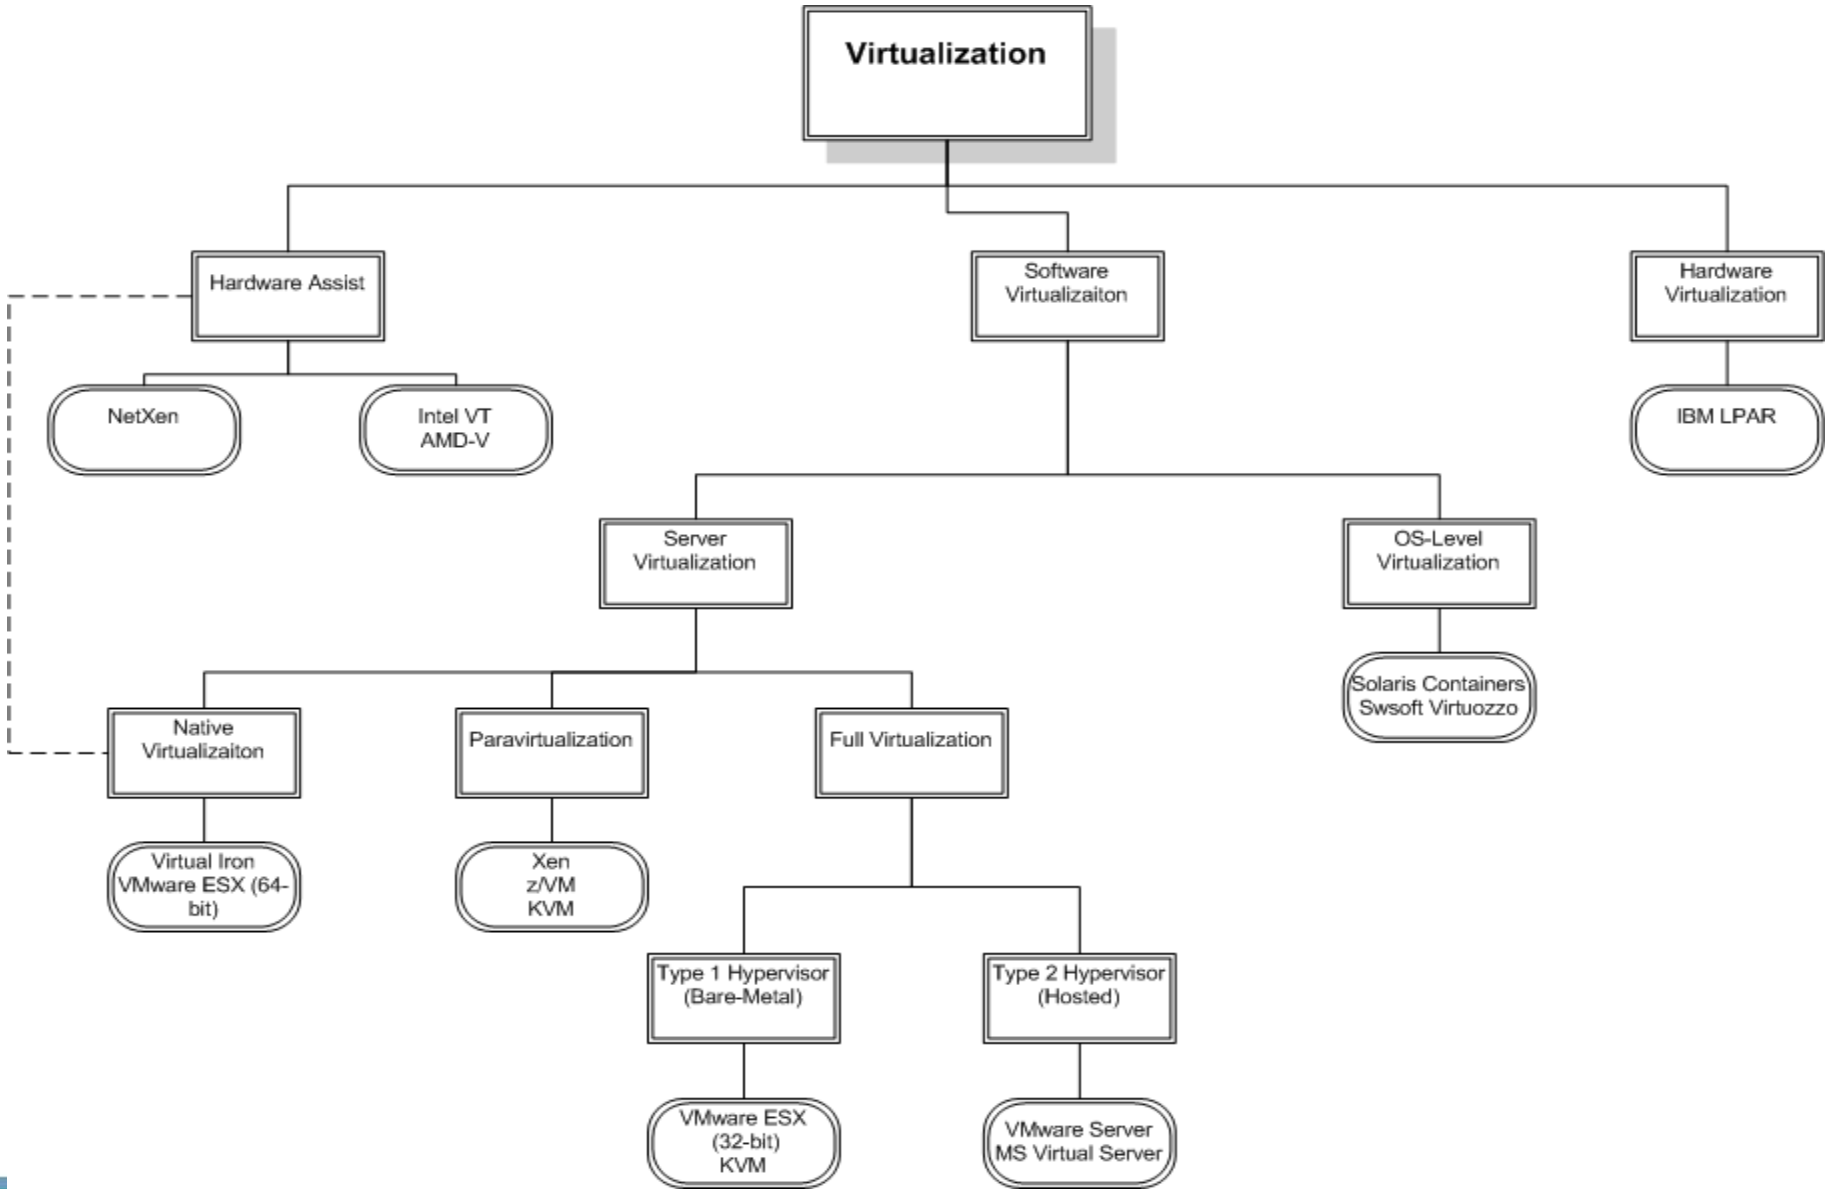 Virtualization
Hardware Assist
Software
Virtualizaiton
Hardware
Virtualization
NetXen
Intel VT
AMD-V
IBM LPAR
Server
Virtualization
OS-Level
Virtualization
Solaris Containers
Swsoft Virtuozzo
Native
Virtualizaiton
Paravirtualization
Full Virtualization
Virtual Iron
VMware ESX (64-
bit)
Xen
z/VM
KVM
Type 1 Hypervisor
(Bare-Metal)
Type 2 Hypervisor
(Hosted)
VMware ESX
(32-bit)
KVM
VMware Server
MS Virtual Server